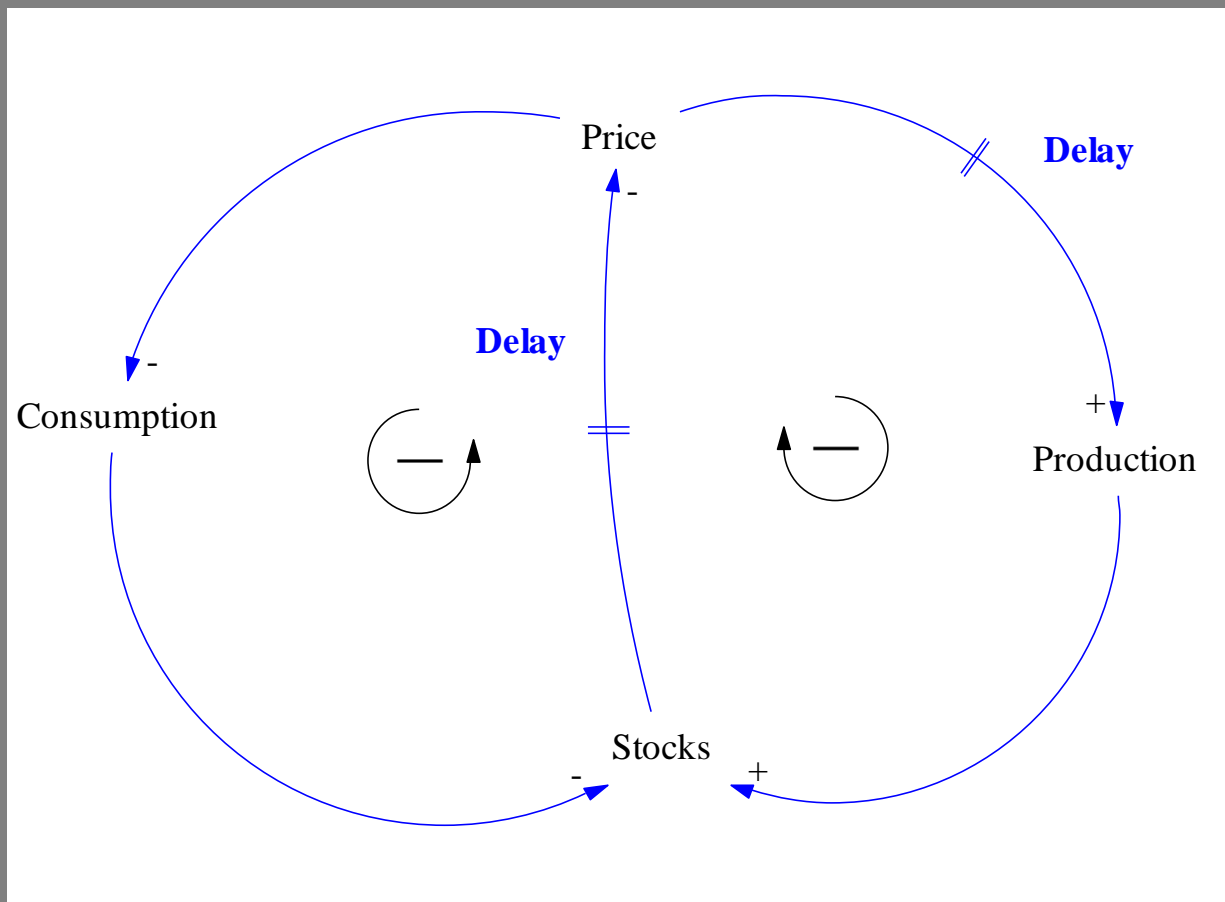 Price
-
Delay
Delay
-
+
Consumption
—
—
Production
Stocks
-
+